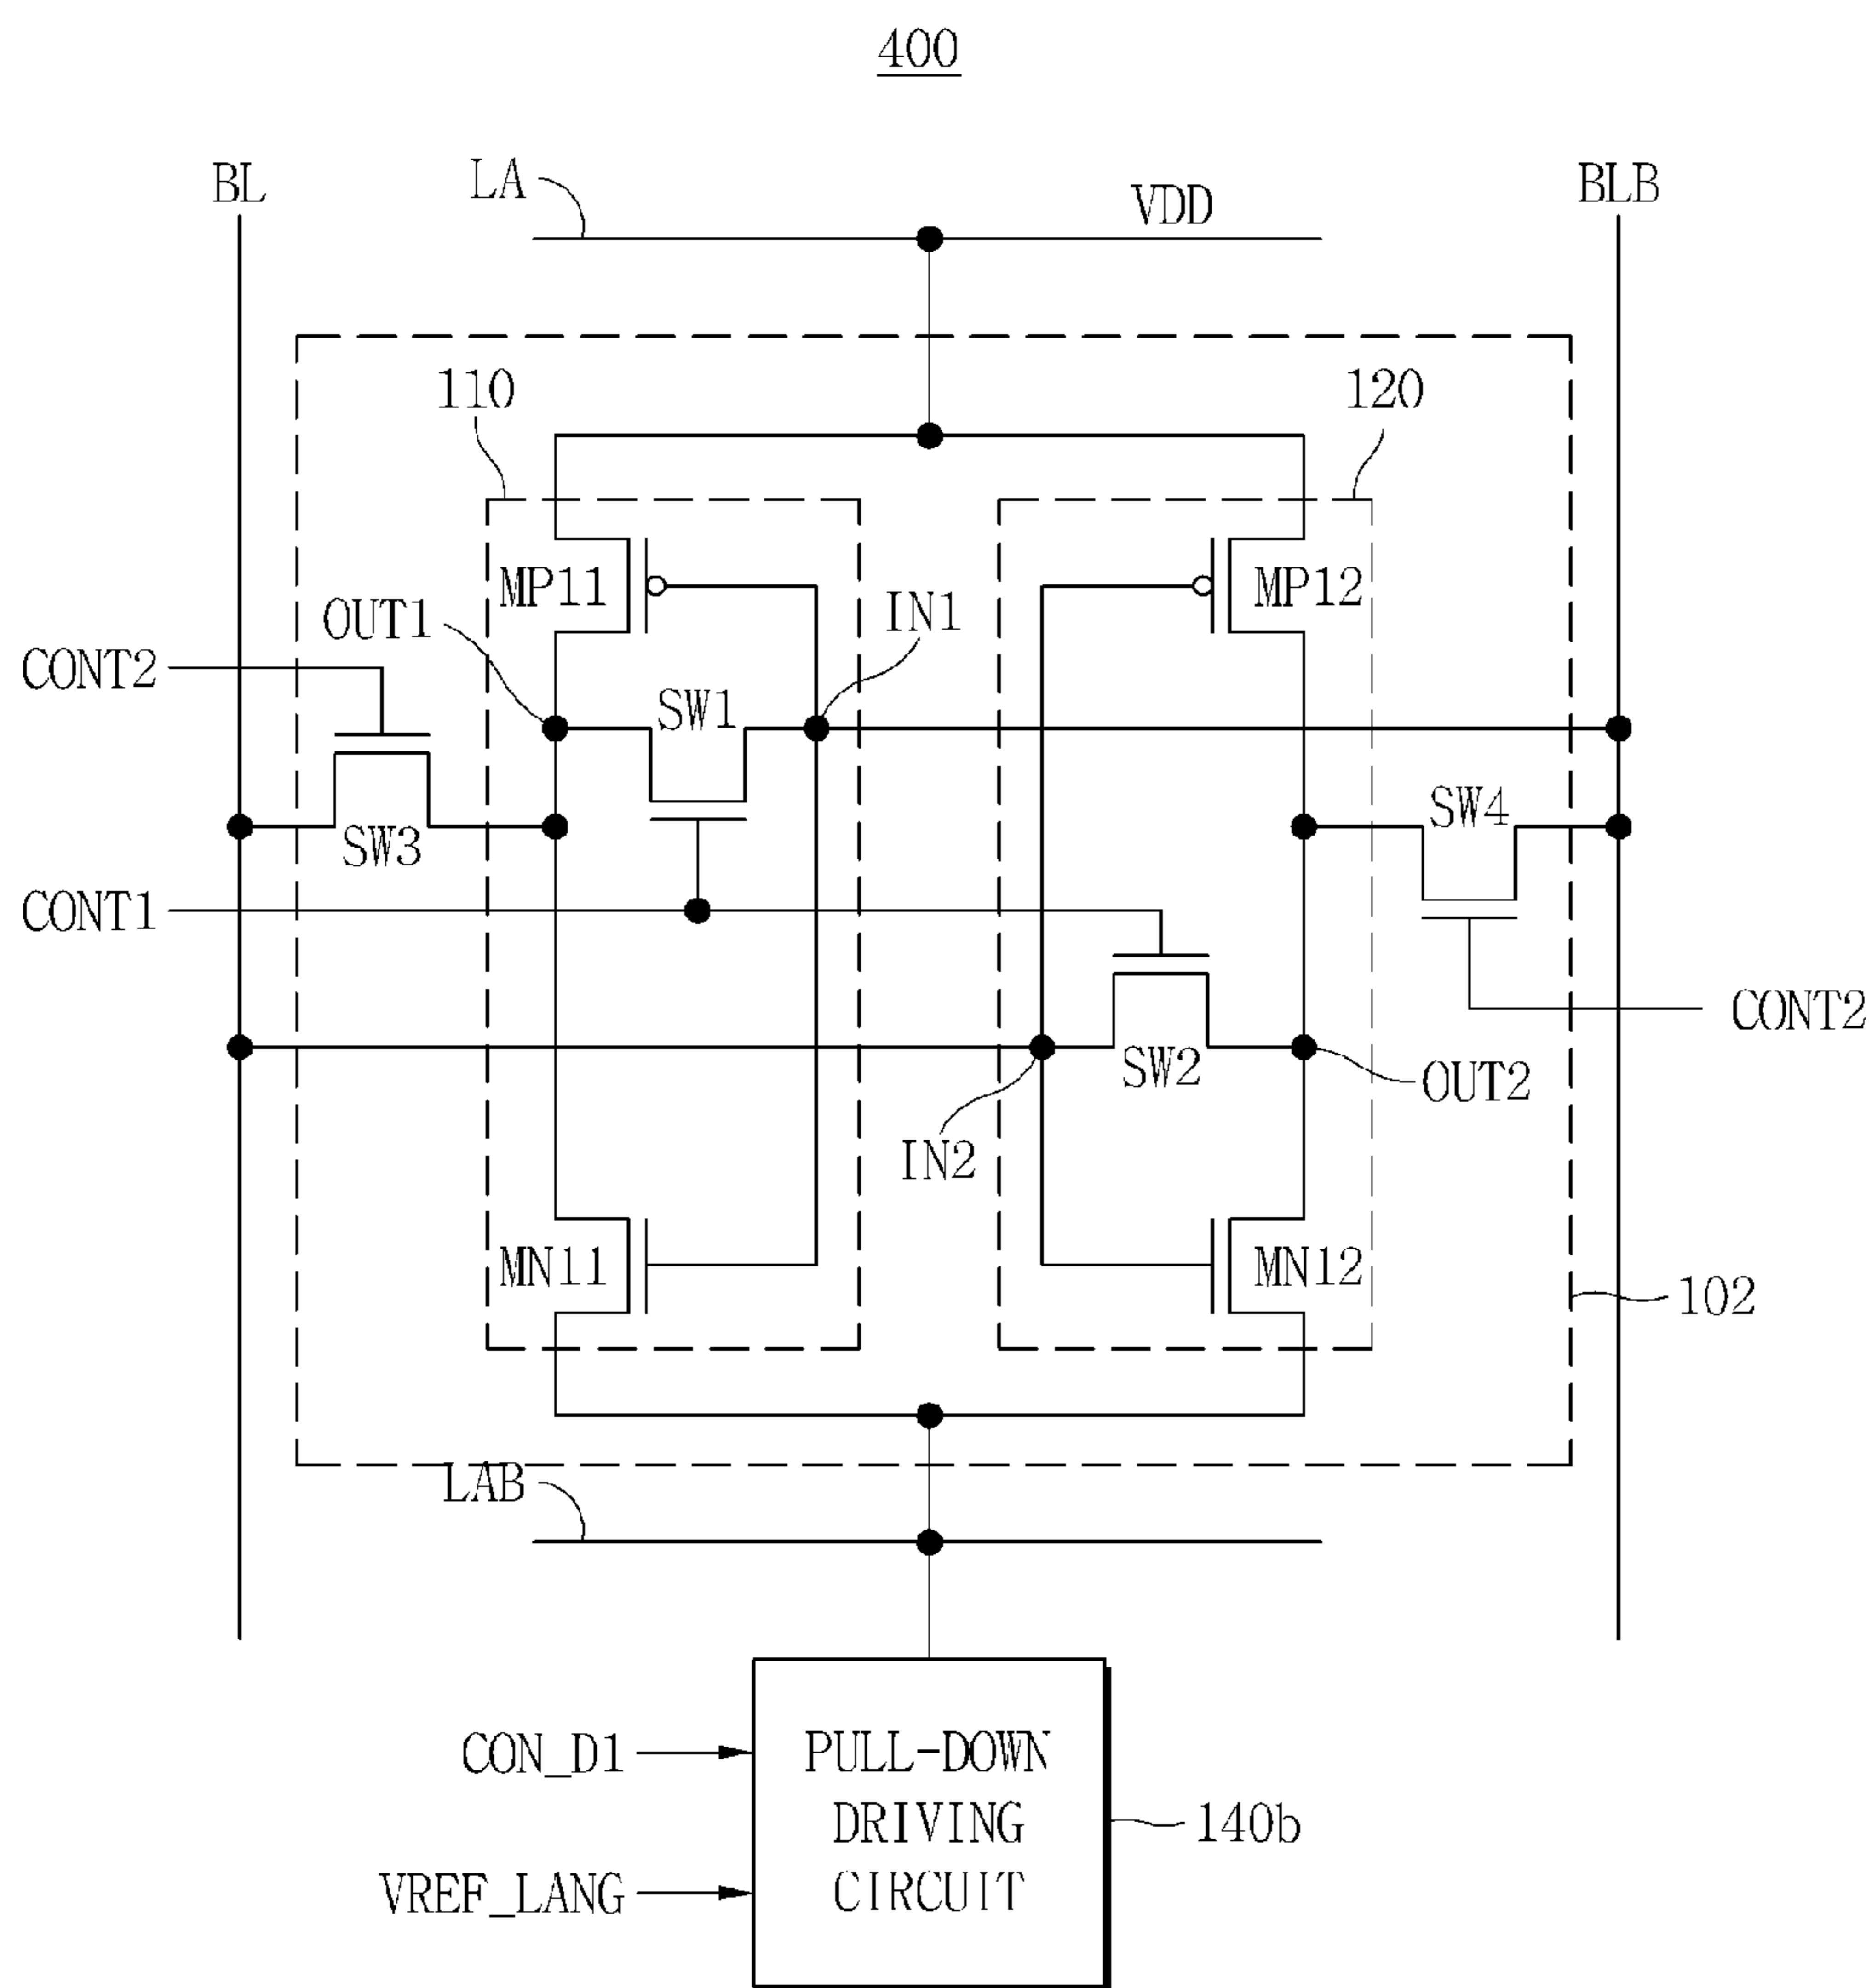 400
BL
LA
VDD
BLB
110
120
MP11
MP12
OUT1
IN1
CONT2
SW1
SW4
SW3
CONT1
CONT2
SW2
OUT2
IN2
MN11
MN12
102
LAB
CON_D1
PULL-DOWN
DRIVING
CIRCUIT
140b
VREF_LANG